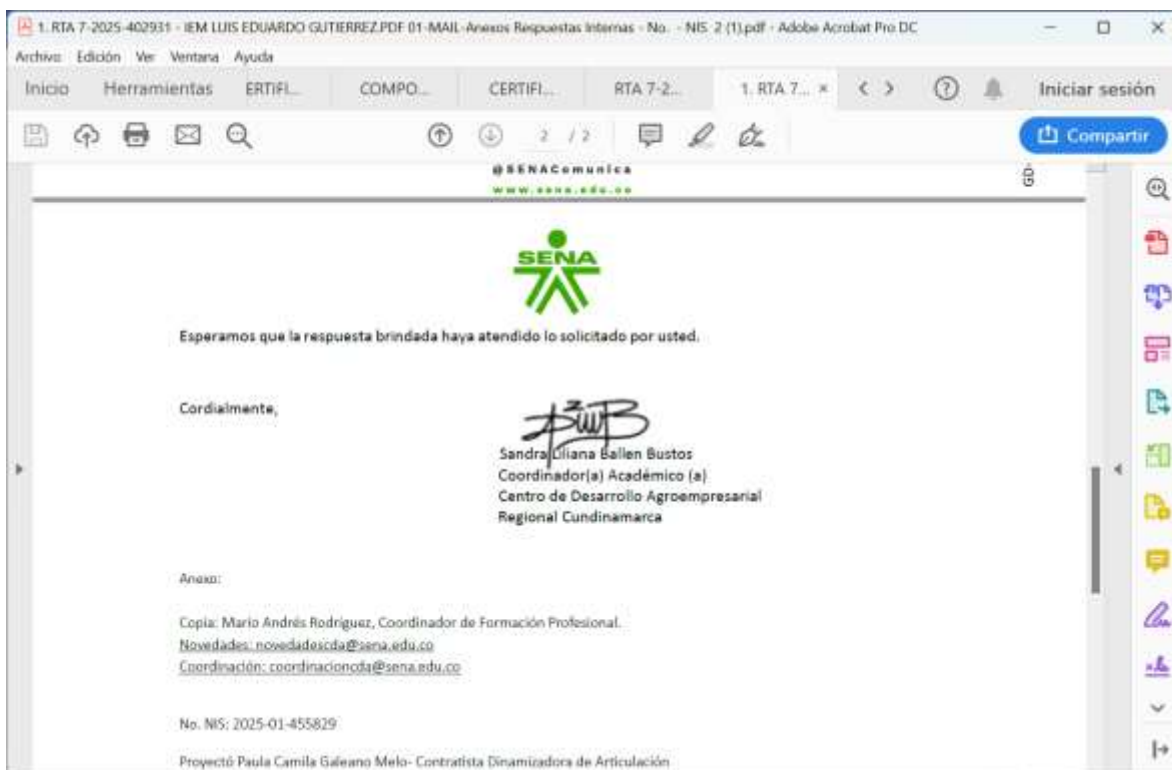 1. RTA 7-2025-402931 - IEM LUIS EDUARDO GUTIERREZ.PDF 01-MAIL-Anexos Respuestas Internas - No. - NIS 2 (1).pdf - Adobe Acrobat Pro DC
Archivo Edición Ver Ventana Ayuda
Inicio Herramientas ERTIFI... COMPO... CERTIFI... RTA 7-2... 1. RTA 7... × Iniciar sesión
2 / 2 Compartir
@SENAComunica
www.sena.edu.co
SENA
Esperamos que la respuesta brindada haya atendido lo solicitado por usted.
Cordialmente,
Sandra Liliana Ballen Bustos
Coordinador(a) Académico (a)
Centro de Desarrollo Agroempresarial
Regional Cundinamarca
Anexo:
Copia: Mario Andrés Rodríguez, Coordinador de Formación Profesional.
Novedades: novedadescda@sena.edu.co
Coordinación: coordinacioncda@sena.edu.co
No. NIS: 2025-01-455829
Proyectó Paula Camila Galeano Melo- Contratista Dinamizadora de Articulación